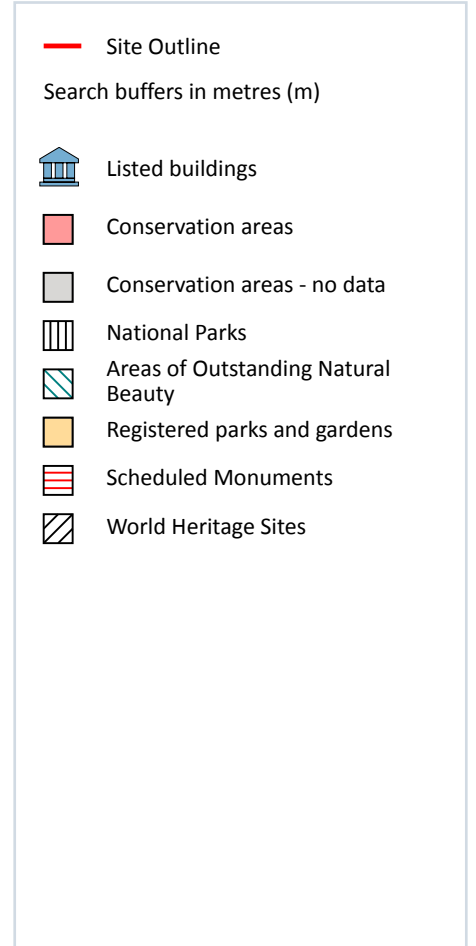 Site Outline
Search buffers in metres (m)
Listed buildings
Conservation areas
Conservation areas - no data
National Parks
Areas of Outstanding Natural
Beauty
Registered parks and gardens
Scheduled Monuments
World Heritage Sites